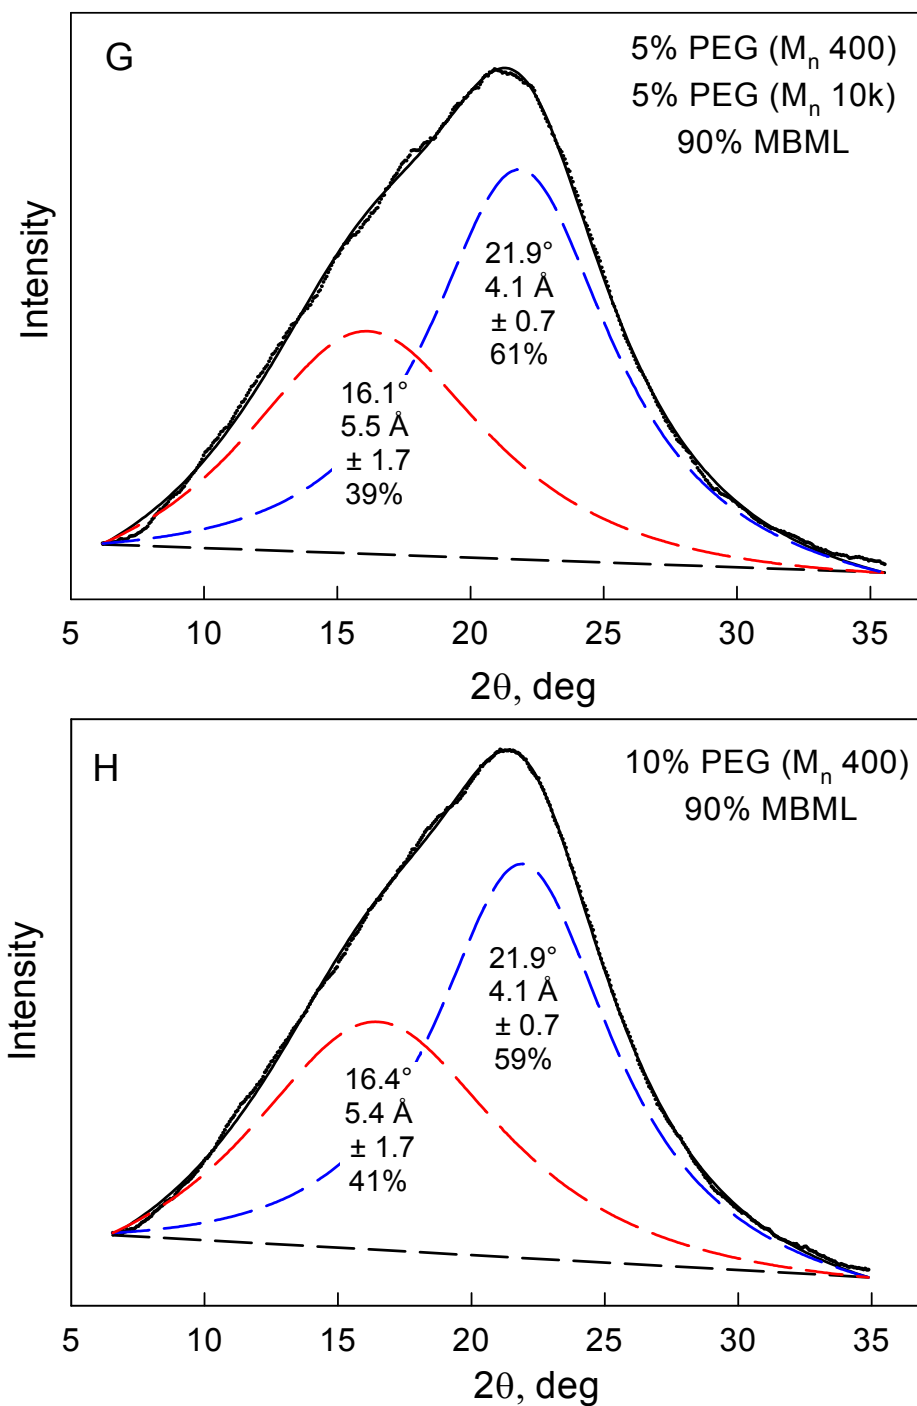 G
5% PEG (Mn 400)
5% PEG (Mn 10k)
90% MBML
Intensity
21.9°
4.1 Å
± 0.7
61%
16.1°
5.5 Å
± 1.7
39%
5 10 15 20 25 30 35
2θ, deg
H
10% PEG (Mn 400)
90% MBML
Intensity
21.9°
4.1 Å
± 0.7
59%
16.4°
5.4 Å
± 1.7
41%
5 10 15 20 25 30 35
2θ, deg